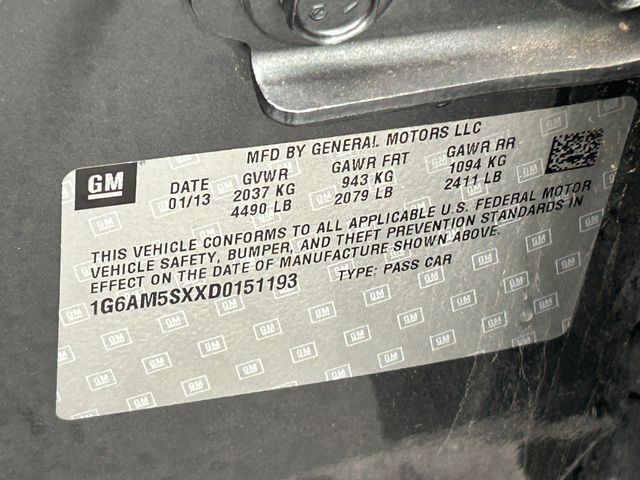 GM
MFD BY GENERAL MOTORS LLC
DATE GVWR GAWR FRT GAWR RR
01/13 2037 KG 943 KG 1094 KG
4490 LB 2079 LB 2411 LB
THIS VEHICLE CONFORMS TO ALL APPLICABLE U.S. FEDERAL MOTOR
VEHICLE SAFETY, BUMPER, AND THEFT PREVENTION STANDARDS IN
EFFECT ON THE DATE OF MANUFACTURE SHOWN ABOVE.
1G6AM5SXXD0151193 TYPE: PASS CAR